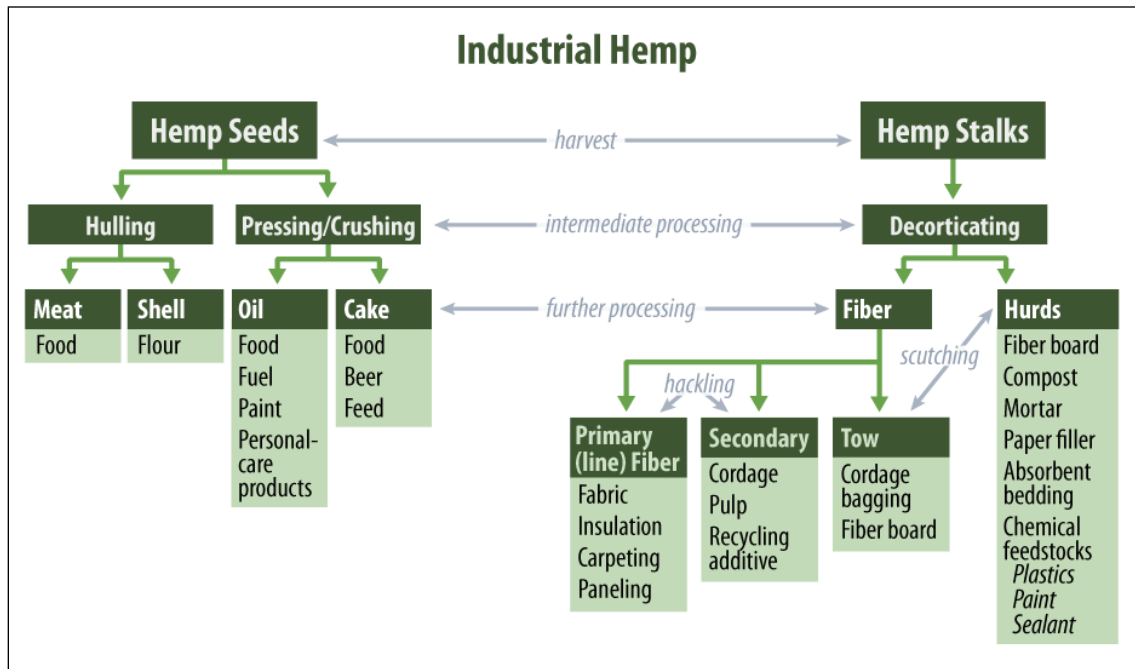 Industrial Hemp
Hemp Seeds
harvest
Hemp Stalks
Hulling
Pressing/Crushing
intermediate processing
Decorticating
Meat
Food
Shell
Flour
Oil
Food
Fuel
Paint
Personal-
care
products
Cake
Food
Beer
Feed
further processing
Fiber
hackling
scutching
Primary
(line) Fiber
Fabric
Insulation
Carpeting
Paneling
Secondary
Cordage
Pulp
Recycling
additive
Tow
Cordage
bagging
Fiber board
Hurds
Fiber board
Compost
Mortar
Paper filler
Absorbent
bedding
Chemical
feedstocks
Plastics
Paint
Sealant